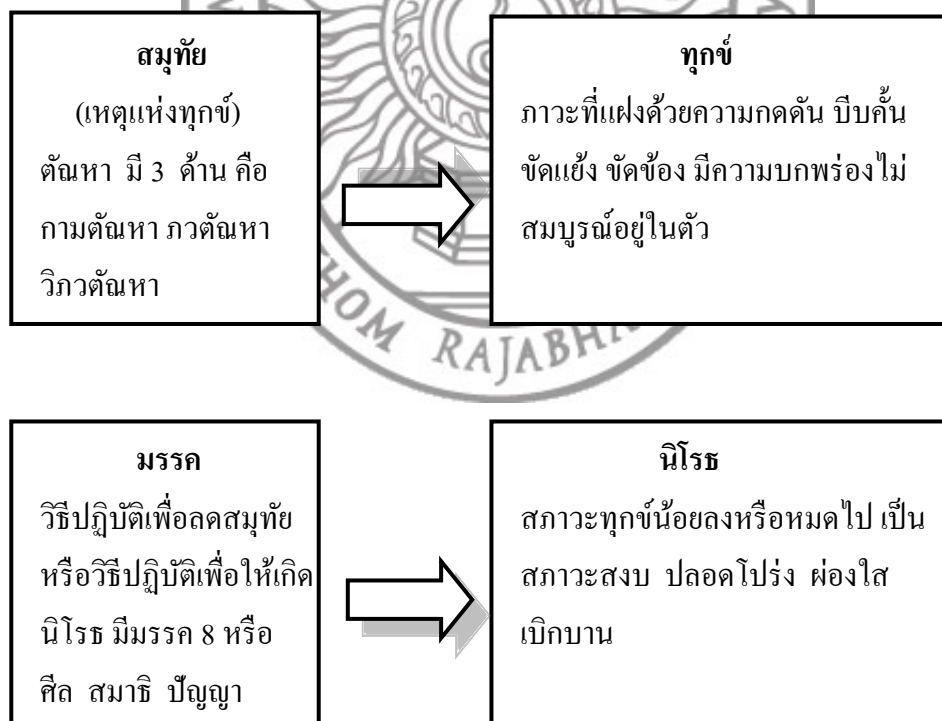 สมุทัย
(เหตุแห่งทุกข์)
ตัณหา มี 3 ด้าน คือ
กามตัณหา ภวตัณหา
วิภวตัณหา
ทุกข์
ภาวะที่แฝงด้วยความกดดัน บีบคั้น
ขัดแย้ง ขัดข้อง มีความบกพร่องไม่
สมบูรณ์อยู่ในตัว
HOM RAJABHA
มรรค
วิธีปฏิบัติเพื่อลดสมุทัย
หรือวิธีปฏิบัติเพื่อให้เกิด
นิโรธ มีมรรค 8 หรือ
ศีล สมาธิ ปัญญา
นิโรธ
สภาวะทุกข์น้อยลงหรือหมดไป เป็น
สภาวะสงบ ปลอดโปร่ง ผ่องใส
เบิกบาน